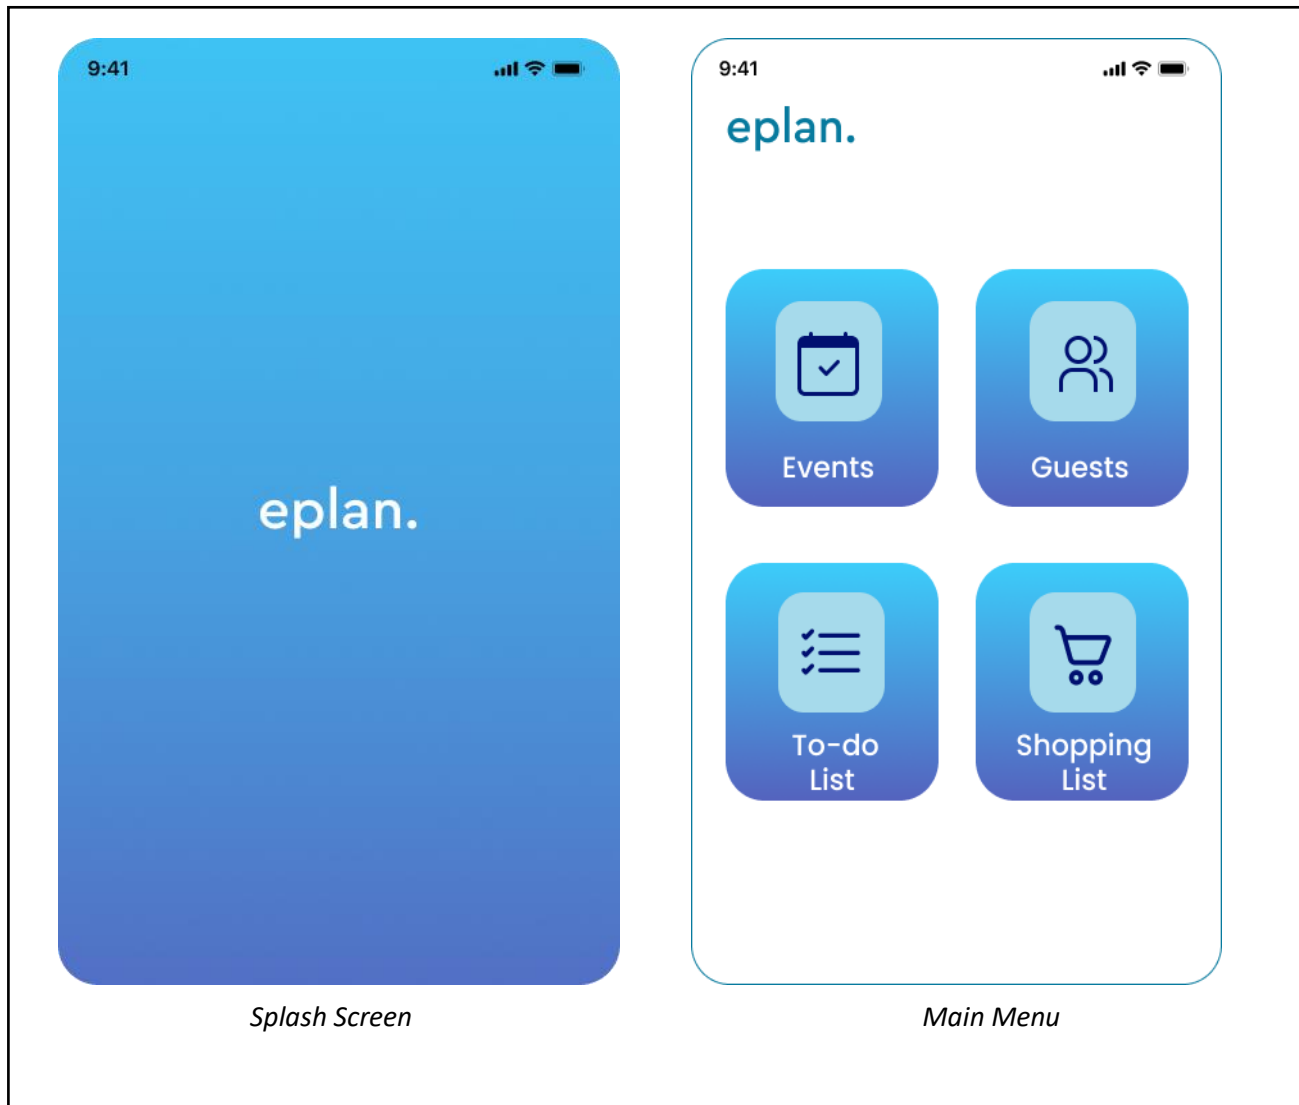 9:41
eplan.
Splash Screen
9:41
eplan.
Events
Guests
To-do
List
Shopping
List
Main Menu